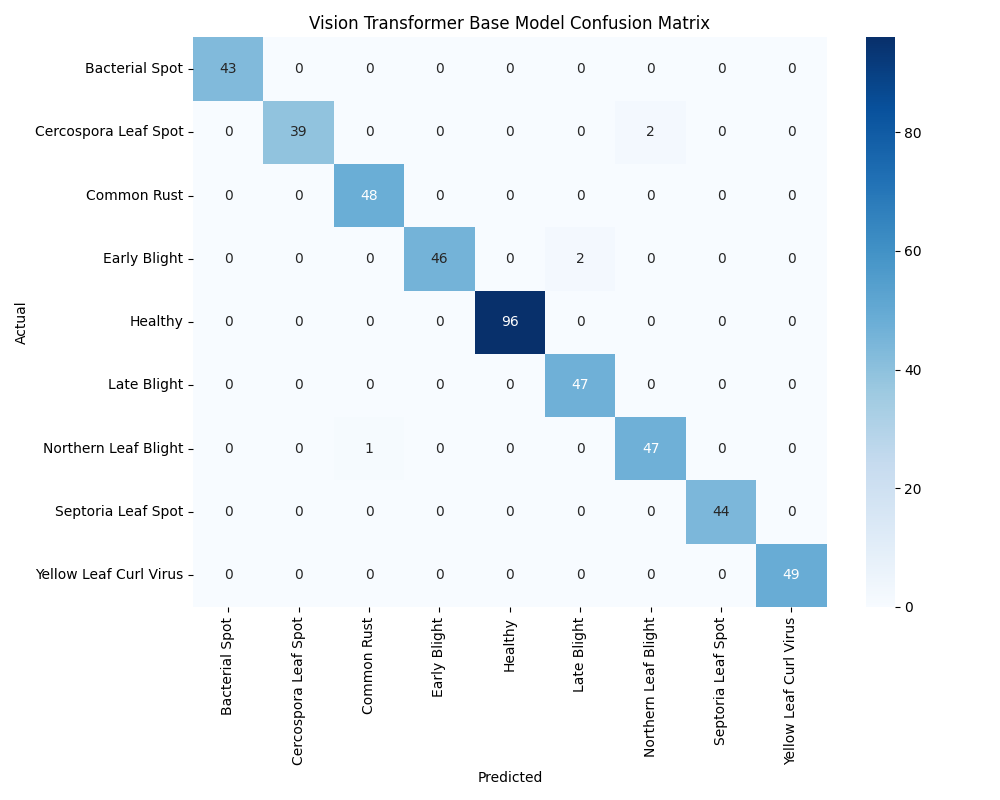 Vision Transformer Base Model Confusion Matrix
Bacterial Spot 43 0 0 0 0 0 0 0 0
Cercospora Leaf Spot 0 39 0 0 0 0 2 0 0
Common Rust 0 0 48 0 0 0 0 0 0
Early Blight 0 0 0 46 0 2 0 0 0
Healthy 0 0 0 0 96 0 0 0 0
Late Blight 0 0 0 0 0 47 0 0 0
Northern Leaf Blight 0 0 1 0 0 0 47 0 0
Septoria Leaf Spot 0 0 0 0 0 0 0 44 0
Yellow Leaf Curl Virus 0 0 0 0 0 0 0 0 49
Actual
Bacterial Spot
Cercospora Leaf Spot
Common Rust
Early Blight
Healthy
Late Blight
Northern Leaf Blight
Septoria Leaf Spot
Yellow Leaf Curl Virus
Predicted
80
60
40
20
0